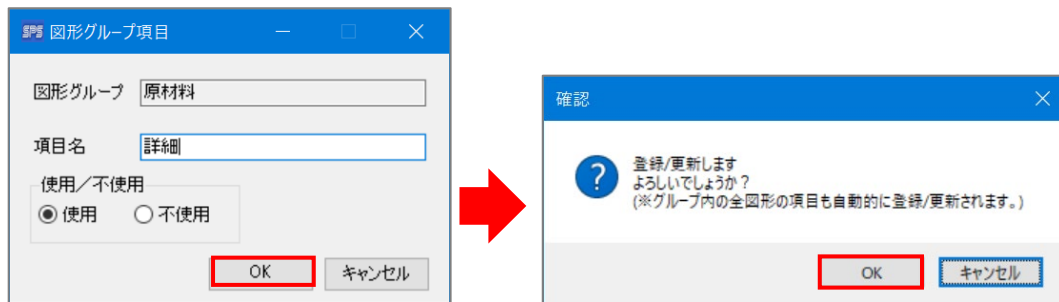 SPS 図形グループ項目
図形グループ 原材料
項目名 詳細
使用／不使用
使用 不使用
OK キャンセル
確認
?
登録/更新します
よろしいでしょうか？
(※グループ内の全図形の項目も自動的に登録/更新されます。)
OK キャンセル